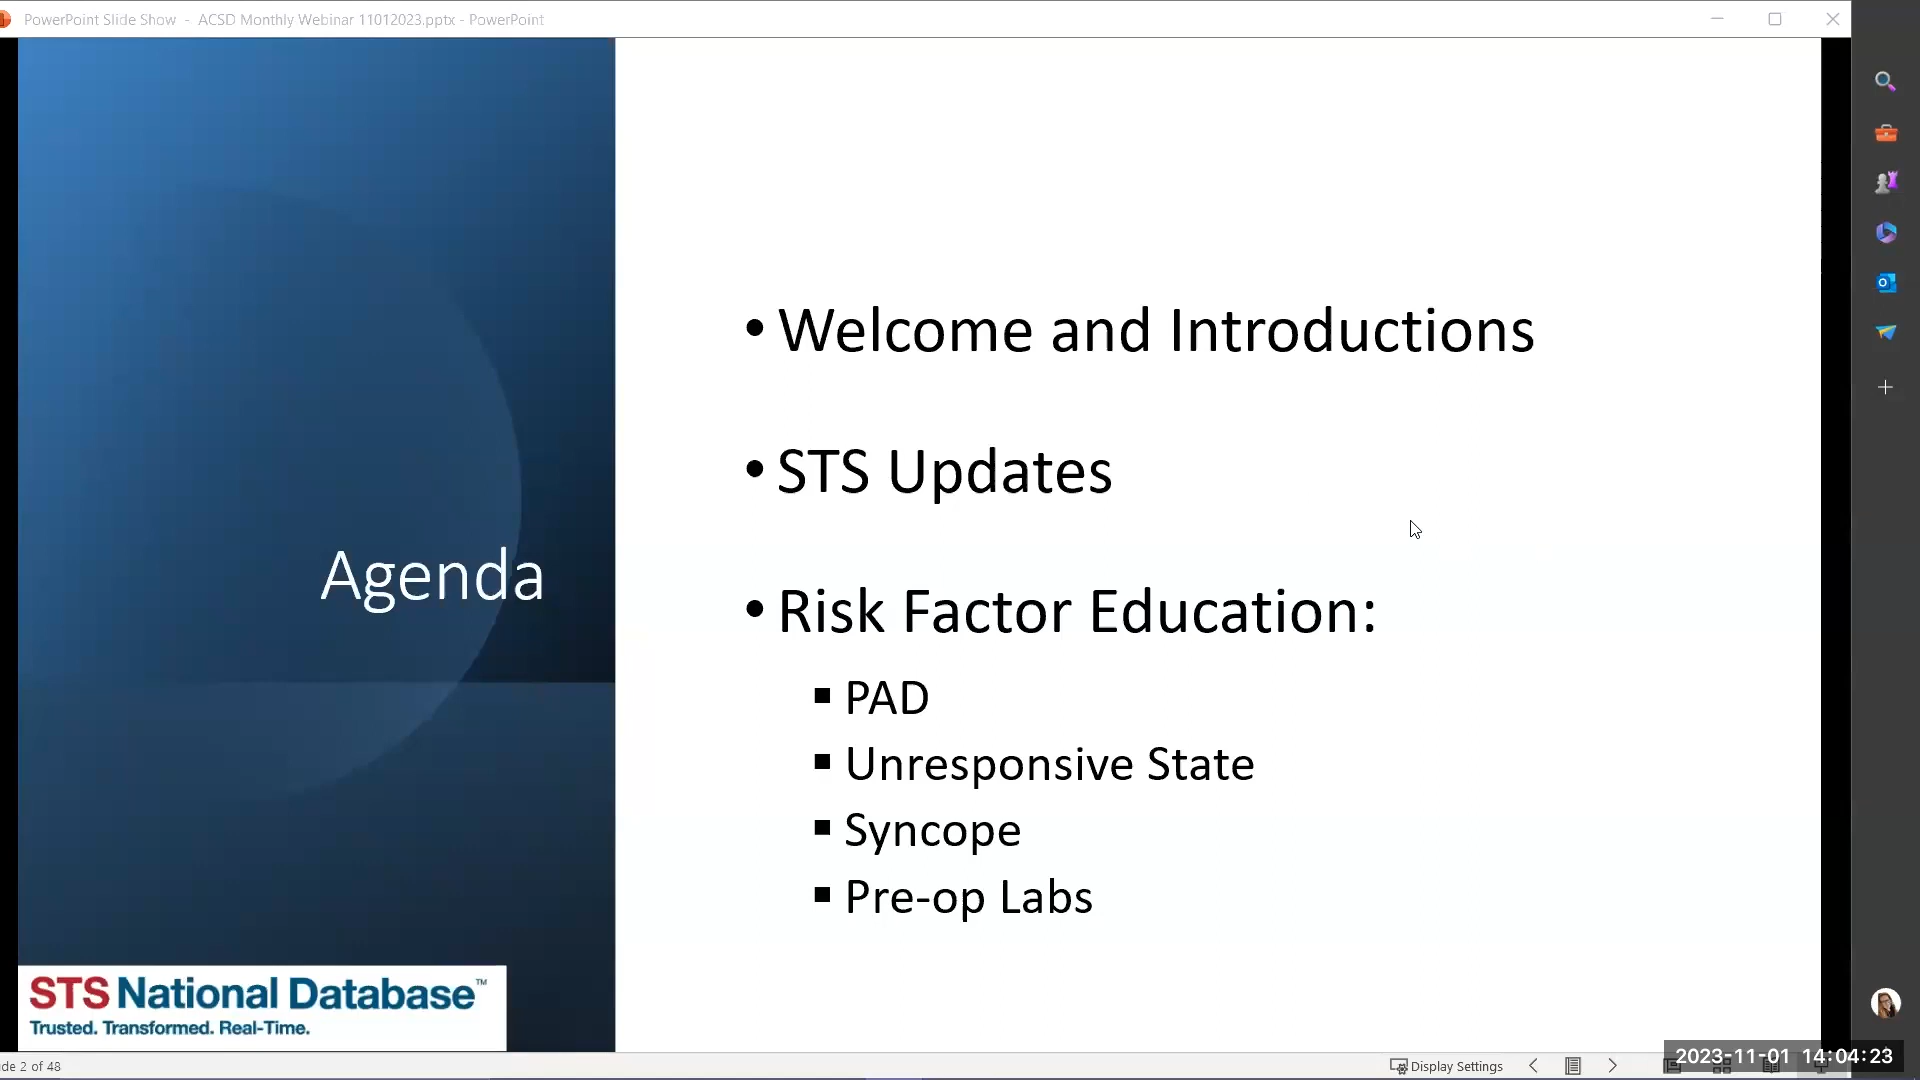 PowerPoint Slide Show - ACSD Monthly Webinar 11012023.pptx - PowerPoint
Agenda
• Welcome and Introductions
• STS Updates
• Risk Factor Education:
▪ PAD
▪ Unresponsive State
▪ Syncope
▪ Pre-op Labs
STS National Database™
Trusted. Transformed. Real-Time.
de 2 of 48
Display Settings
2023-11-01 14:04:23